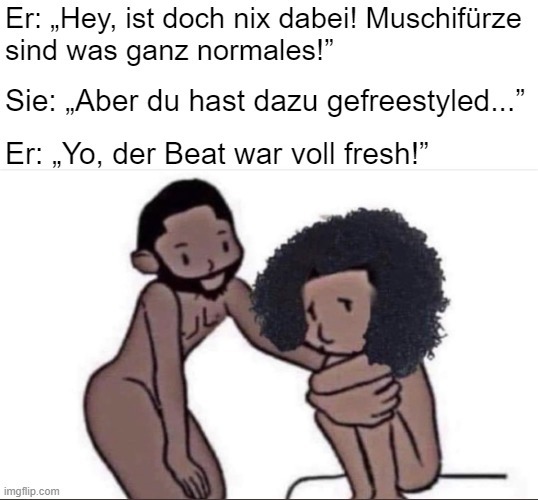 Er: „Hey, ist doch nix dabei! Muschifürze
sind was ganz normales!”
Sie: „Aber du hast dazu gefreestyled...”
Er: „Yo, der Beat war voll fresh!”
imgflip.com